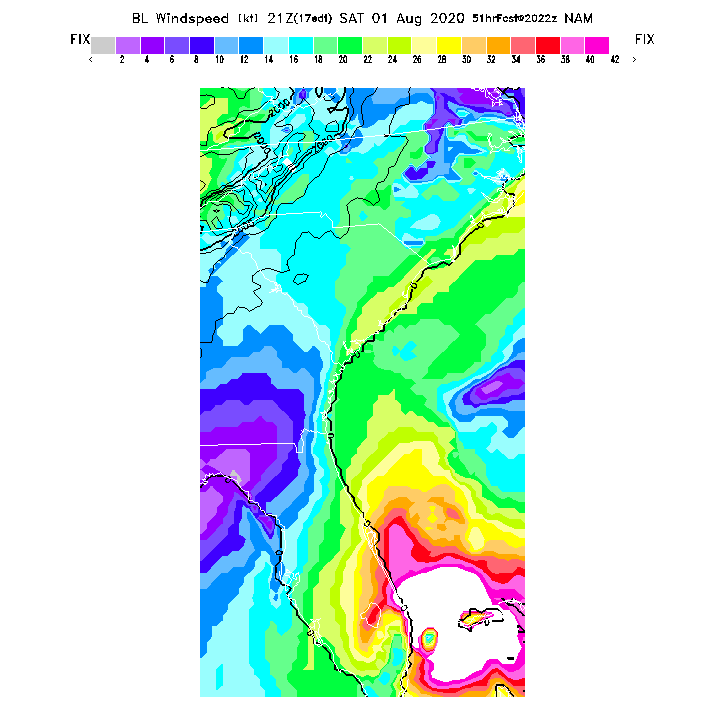 BL Windspeed [kt] 21Z(17edt) SAT 01 Aug 2020 51hrFcst@2022z NAM
FIX FIX
< 2 4 6 8 10 12 14 16 18 20 22 24 26 28 30 32 34 36 38 40 42 >
2000